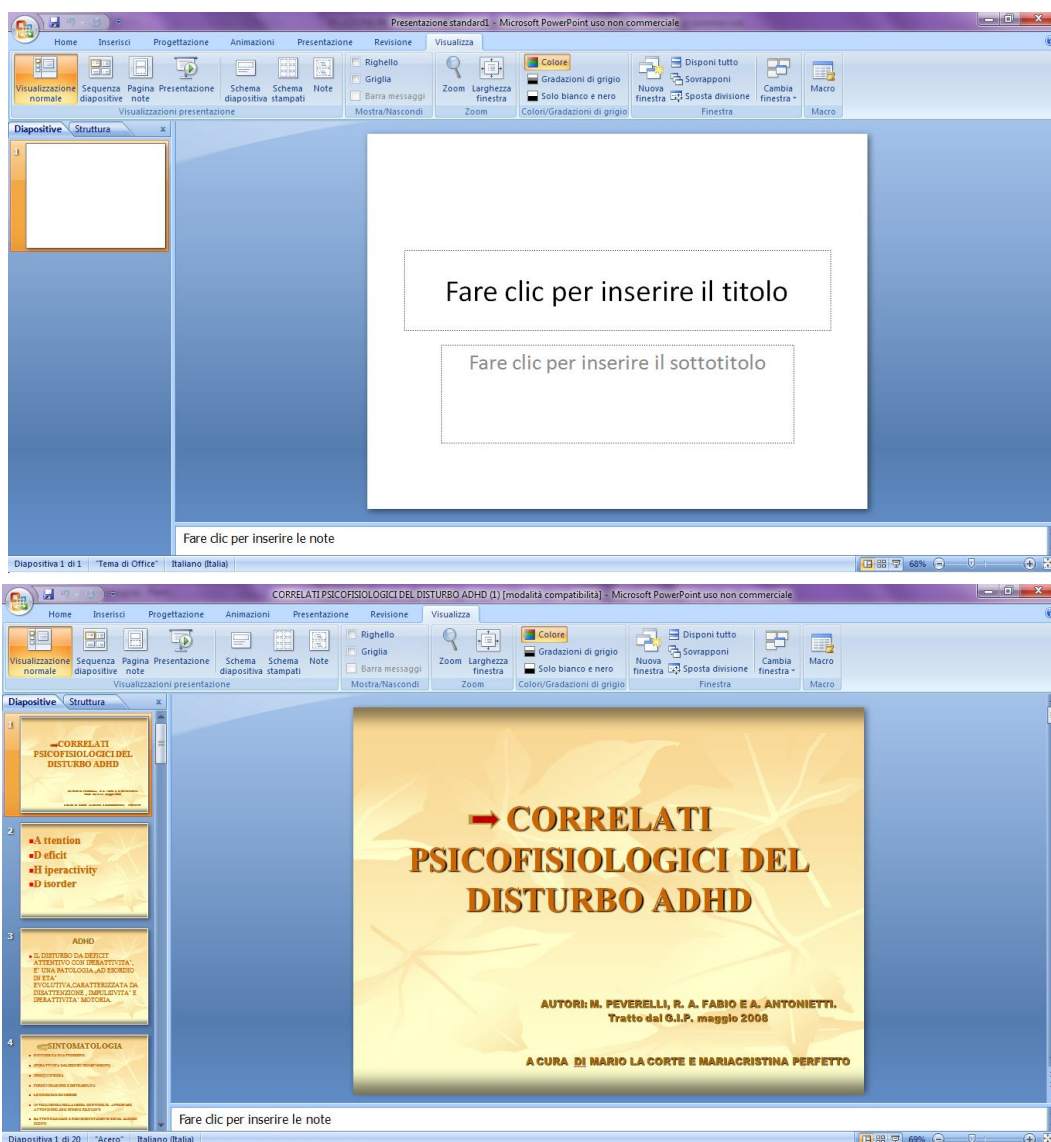 Presentazione standard1 - Microsoft PowerPoint uso non commerciale
Home Inserisci Progettazione Animazioni Presentazione Revisione Visualizza
Visualizzazione normale
Sequenza diapositive
Pagina note
Presentazione
Schema diapositiva
Schema stampati
Note
Visualizzazioni presentazione
Righello
Griglia
Barra messaggi
Mostra/Nascondi
Zoom
Larghezza finestra
Zoom
Colore
Gradazioni di grigio
Solo bianco e nero
Colori/Gradazioni di grigio
Nuova finestra
Disponi tutto
Sovrapponi
Sposta divisione
Cambia finestra
Finestra
Macro
Macro
Diapositive Struttura x
1
Fare clic per inserire il titolo
Fare clic per inserire il sottotitolo
Fare clic per inserire le note
Diapositiva 1 di 1 "Tema di Office" Italiano (Italia) 68%
CORRELATI PSICOFISIOLOGICI DEL DISTURBO ADHD (1) [modalità compatibilità] - Microsoft PowerPoint uso non commerciale
Home Inserisci Progettazione Animazioni Presentazione Revisione Visualizza
Visualizzazione normale
Sequenza diapositive
Pagina note
Presentazione
Schema diapositiva
Schema stampati
Note
Visualizzazioni presentazione
Righello
Griglia
Barra messaggi
Mostra/Nascondi
Zoom
Larghezza finestra
Zoom
Colore
Gradazioni di grigio
Solo bianco e nero
Colori/Gradazioni di grigio
Nuova finestra
Disponi tutto
Sovrapponi
Sposta divisione
Cambia finestra
Finestra
Macro
Macro
Diapositive Struttura x
1
CORRELATI
PSICOFISIOLOGICI DEL
DISTURBO ADHD
2
A ttention
D eficit
H iperactivity
D isorder
3
ADHD
IL DISTURBO DA DEFICIT
ATTENTIVO CON IPERATTIVITA',
E' UNA PATOLOGIA ,AD ESORDIO
IN ETA'
EVOLUTIVA,CARATTERIZZATA DA
DISATTENZIONE , IMPULSIVITA' E
IPERATTIVITA' MOTORIA.
4
SINTOMATOLOGIA
CORRELATI
PSICOFISIOLOGICI DEL
DISTURBO ADHD
AUTORI: M. PEVERELLI, R. A. FABIO E A. ANTONIETTI.
Tratto dal G.I.P. maggio 2008
A CURA DI MARIO LA CORTE E MARIACRISTINA PERFETTO
Fare clic per inserire le note
Diapositiva 1 di 20 "Acero" Italiano (Italia) 69%